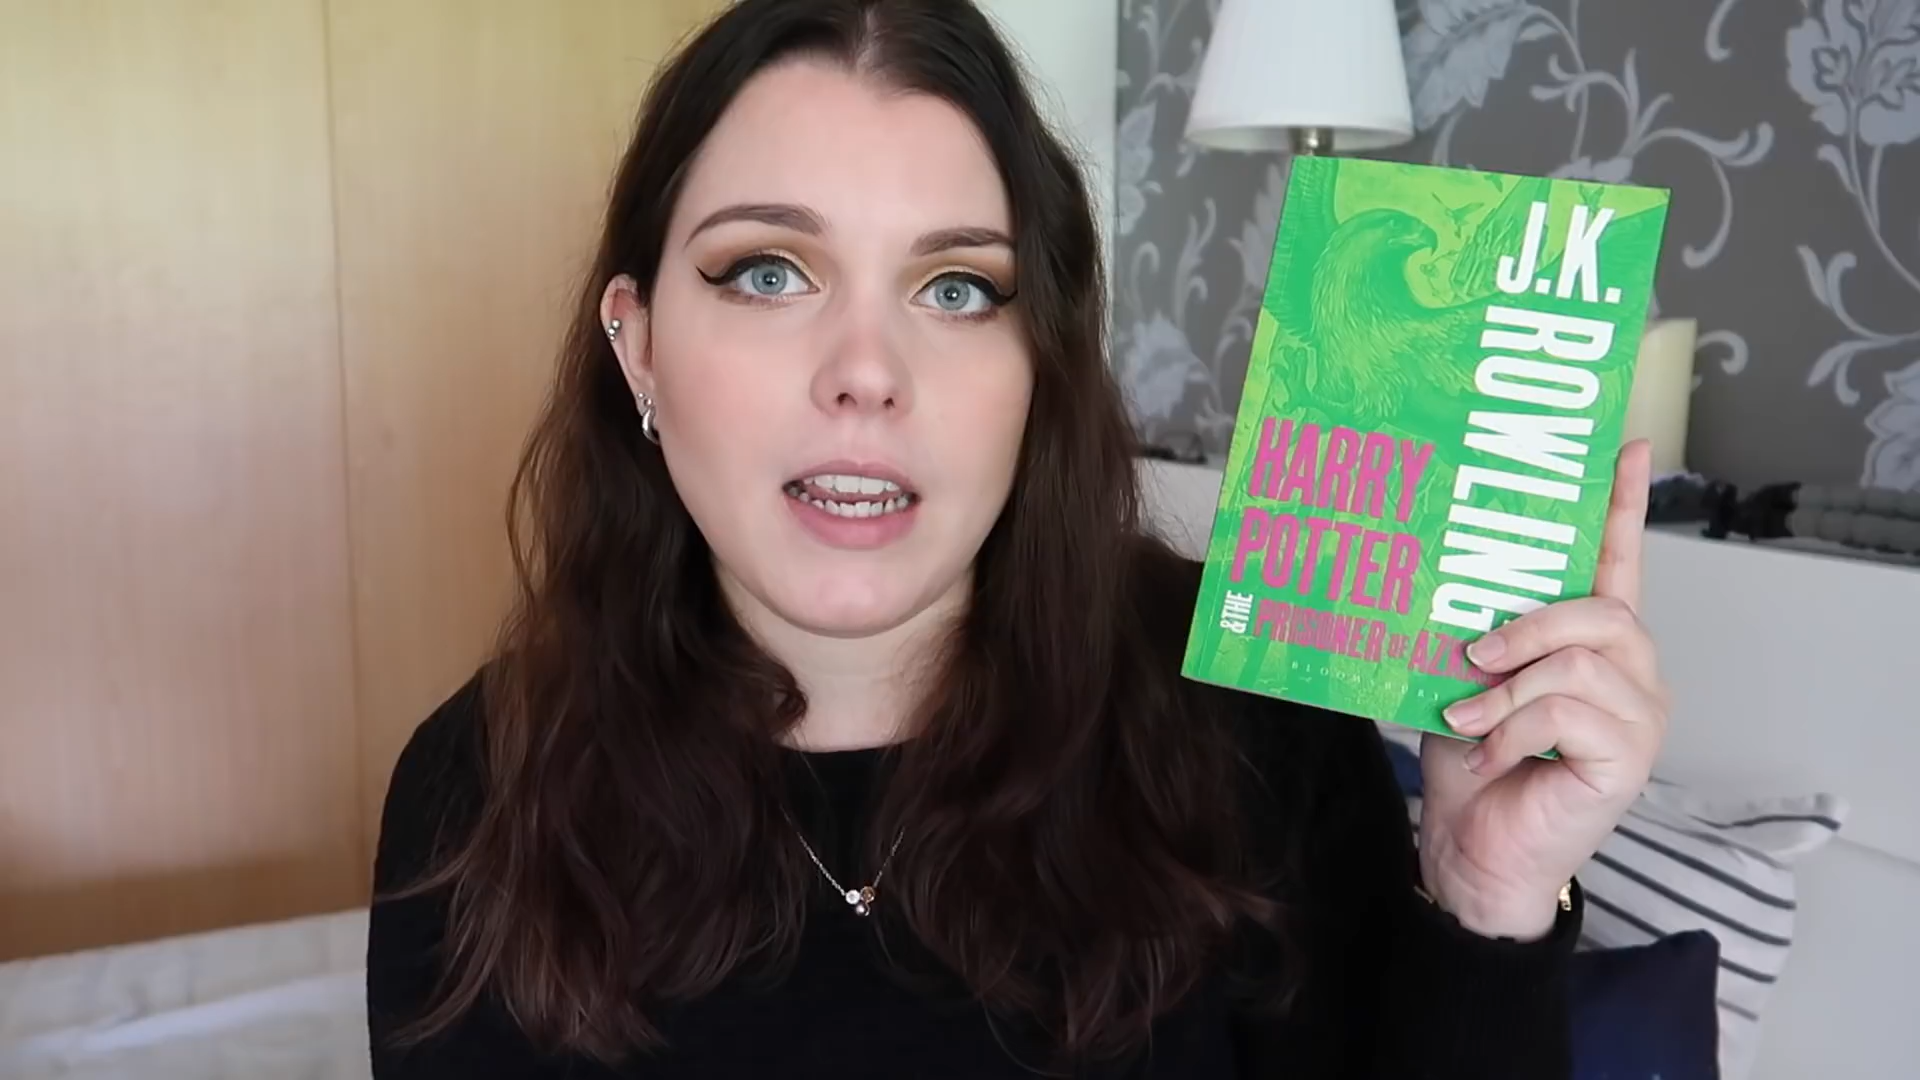 J.K.
ROWLING
HARRY
POTTER
&THE
PRISONER OF
BLOOMSBURY